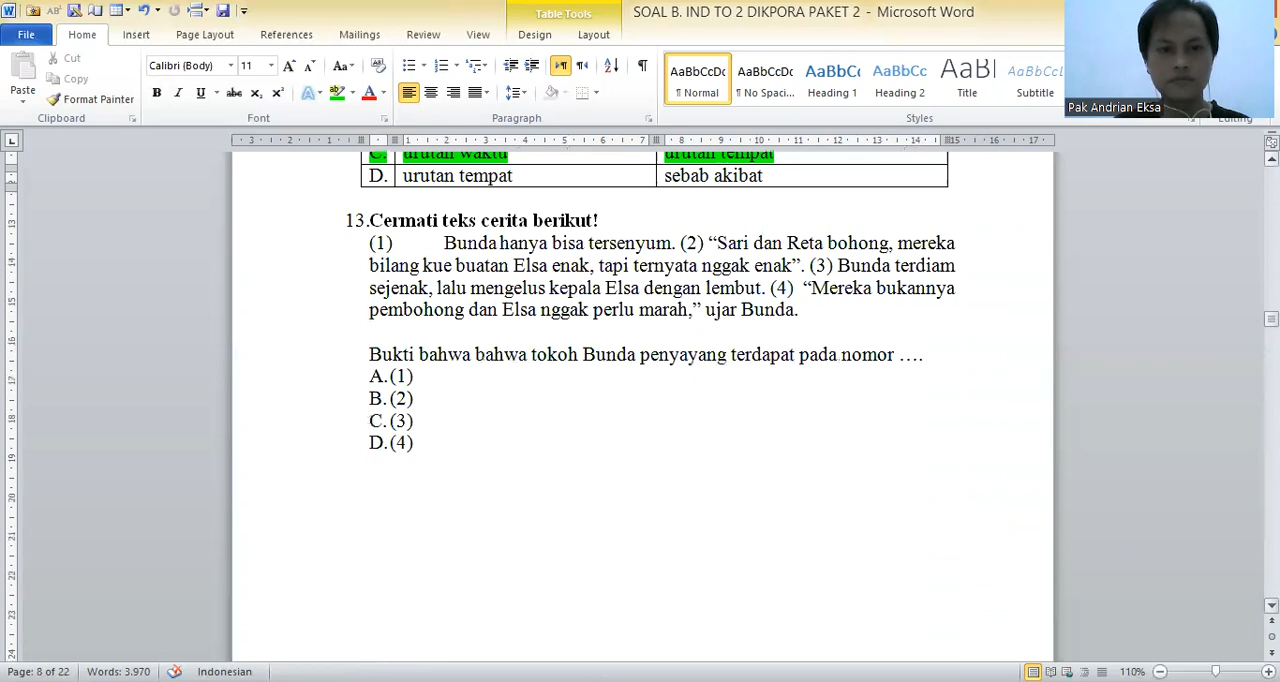 SOAL B. IND TO 2 DIKPORA PAKET 2 - Microsoft Word
Table Tools
File Home Insert Page Layout References Mailings Review View Design Layout
Cut
Copy
Format Painter
Paste
Calibri (Body) 11
AaBbCcDc AaBbCcDc AaBbCc AaBbCc AaBl AaBbCc
¶ Normal ¶ No Spaci... Heading 1 Heading 2 Title Subtitle
Clipboard Font Paragraph Styles Editing
Pak Andrian Eksa
C. urutan waktu urutan tempat
D. urutan tempat sebab akibat
13.Cermati teks cerita berikut!
(1) Bunda hanya bisa tersenyum. (2) “Sari dan Reta bohong, mereka
bilang kue buatan Elsa enak, tapi ternyata nggak enak”. (3) Bunda terdiam
sejenak, lalu mengelus kepala Elsa dengan lembut. (4) “Mereka bukannya
pembohong dan Elsa nggak perlu marah,” ujar Bunda.
Bukti bahwa bahwa tokoh Bunda penyayang terdapat pada nomor ….
A.(1)
B.(2)
C.(3)
D.(4)
Page: 8 of 22 Words: 3.970 Indonesian 110%